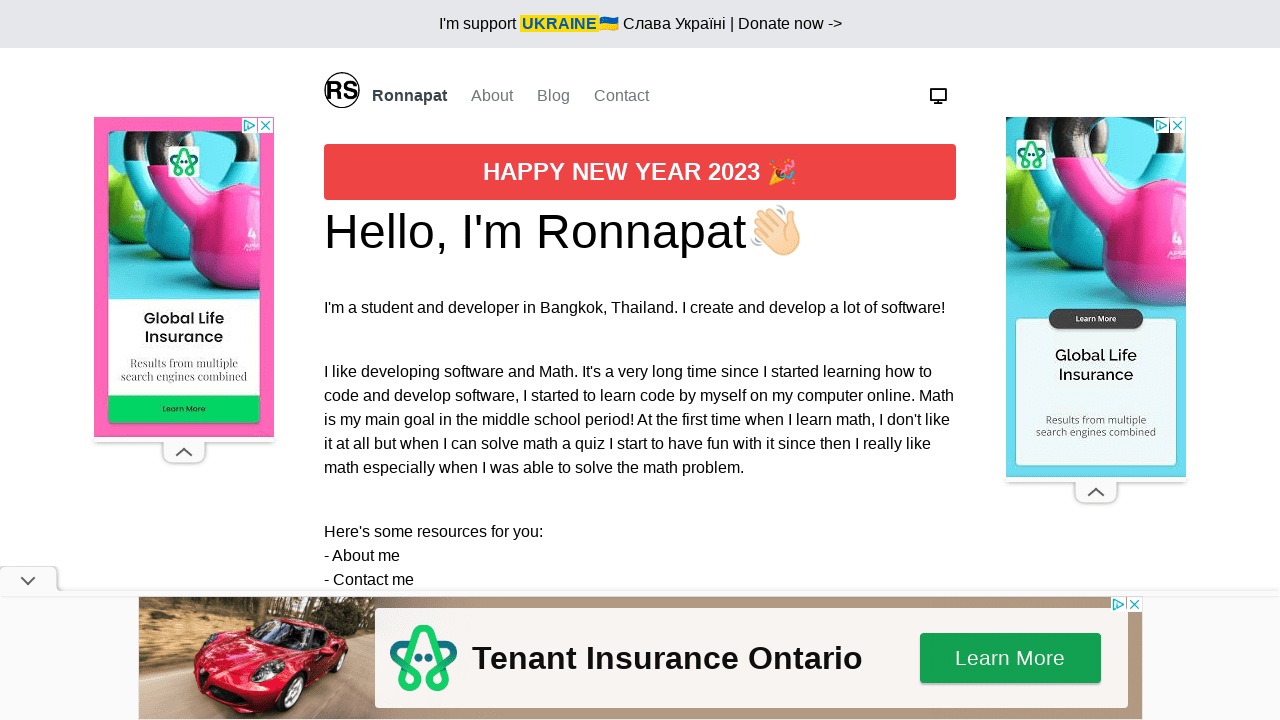 I'm support UKRAINE🇺🇦 Слава Україні | Donate now ->
RS Ronnapat About Blog Contact
HAPPY NEW YEAR 2023 🎉
Hello, I'm Ronnapat👋🏻
I'm a student and developer in Bangkok, Thailand. I create and develop a lot of software!
I like developing software and Math. It's a very long time since I started learning how to
code and develop software, I started to learn code by myself on my computer online. Math
is my main goal in the middle school period! At the first time when I learn math, I don't like
it at all but when I can solve math a quiz I start to have fun with it since then I really like
math especially when I was able to solve the math problem.
Here's some resources for you:
- About me
- Contact me
Global Life
Insurance
Results from multiple
search engines combined
Learn More
Learn More
Global Life
Insurance
Results from multiple
search engines combined
Tenant Insurance Ontario
Learn More